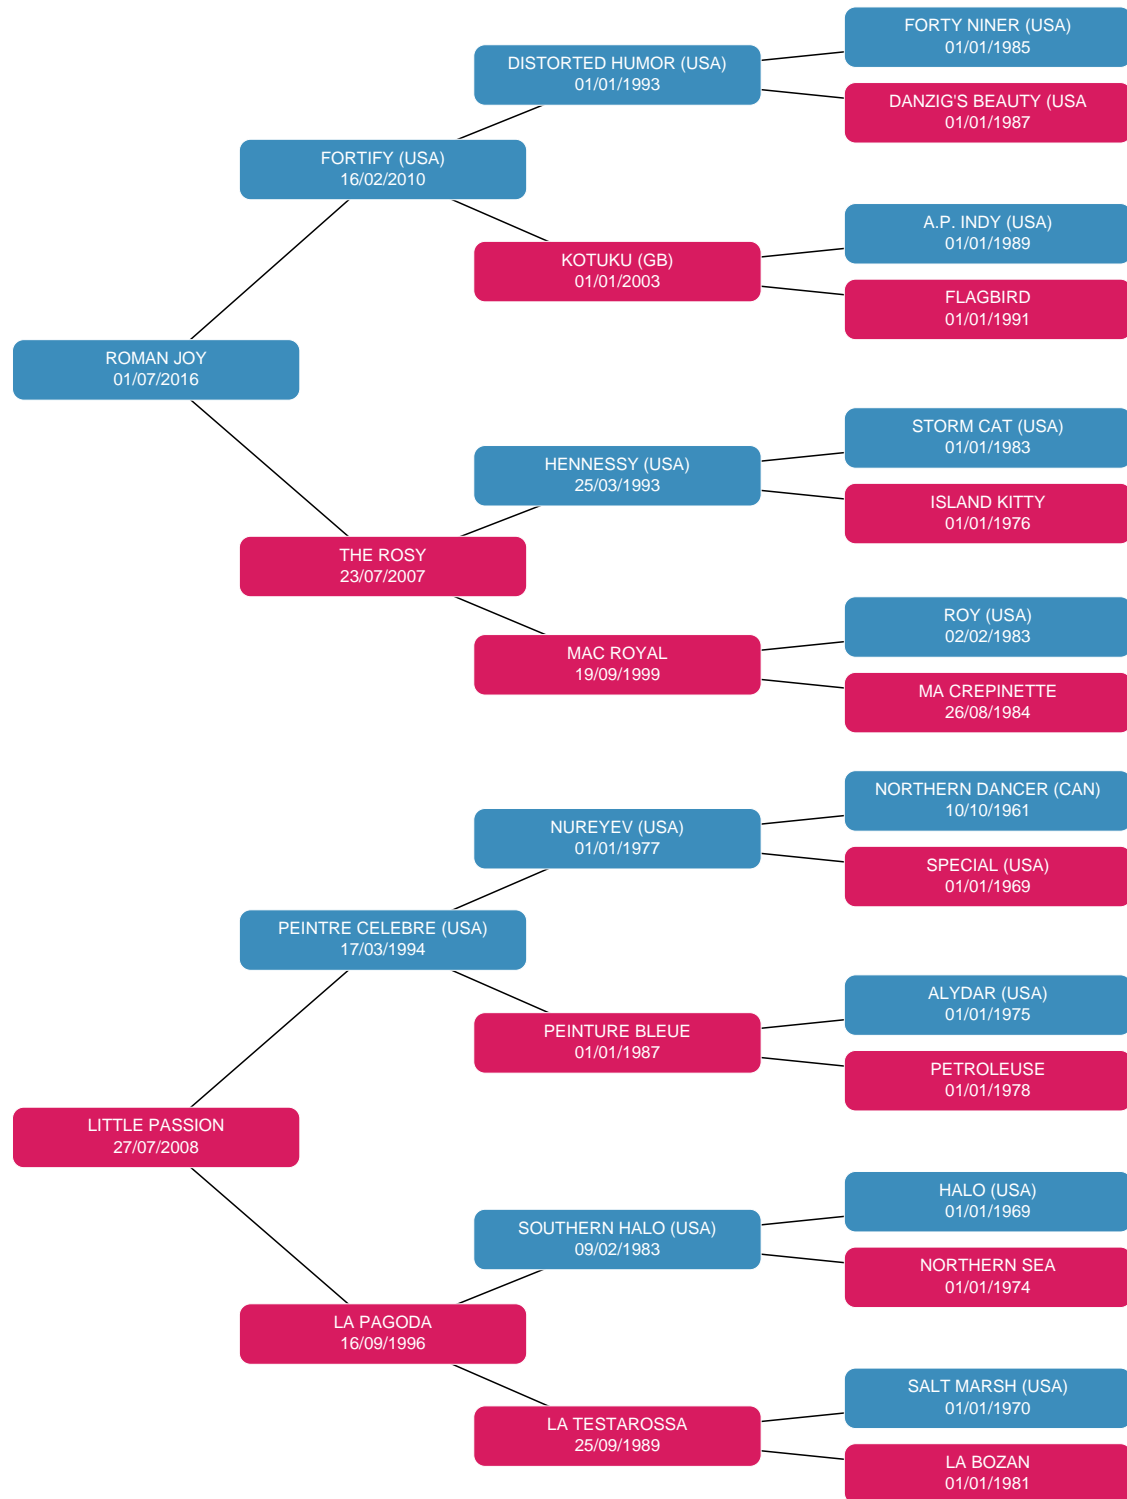 FORTY NINER (USA)
01/01/1985
DISTORTED HUMOR (USA)
01/01/1993
DANZIG'S BEAUTY (USA
01/01/1987
FORTIFY (USA)
16/02/2010
A.P. INDY (USA)
01/01/1989
KOTUKU (GB)
01/01/2003
FLAGBIRD
01/01/1991
ROMAN JOY
01/07/2016
STORM CAT (USA)
01/01/1983
HENNESSY (USA)
25/03/1993
ISLAND KITTY
01/01/1976
THE ROSY
23/07/2007
ROY (USA)
02/02/1983
MAC ROYAL
19/09/1999
MA CREPINETTE
26/08/1984
NORTHERN DANCER (CAN)
10/10/1961
NUREYEV (USA)
01/01/1977
SPECIAL (USA)
01/01/1969
PEINTRE CELEBRE (USA)
17/03/1994
ALYDAR (USA)
01/01/1975
PEINTURE BLEUE
01/01/1987
PETROLEUSE
01/01/1978
LITTLE PASSION
27/07/2008
HALO (USA)
01/01/1969
SOUTHERN HALO (USA)
09/02/1983
NORTHERN SEA
01/01/1974
LA PAGODA
16/09/1996
SALT MARSH (USA)
01/01/1970
LA TESTAROSSA
25/09/1989
LA BOZAN
01/01/1981